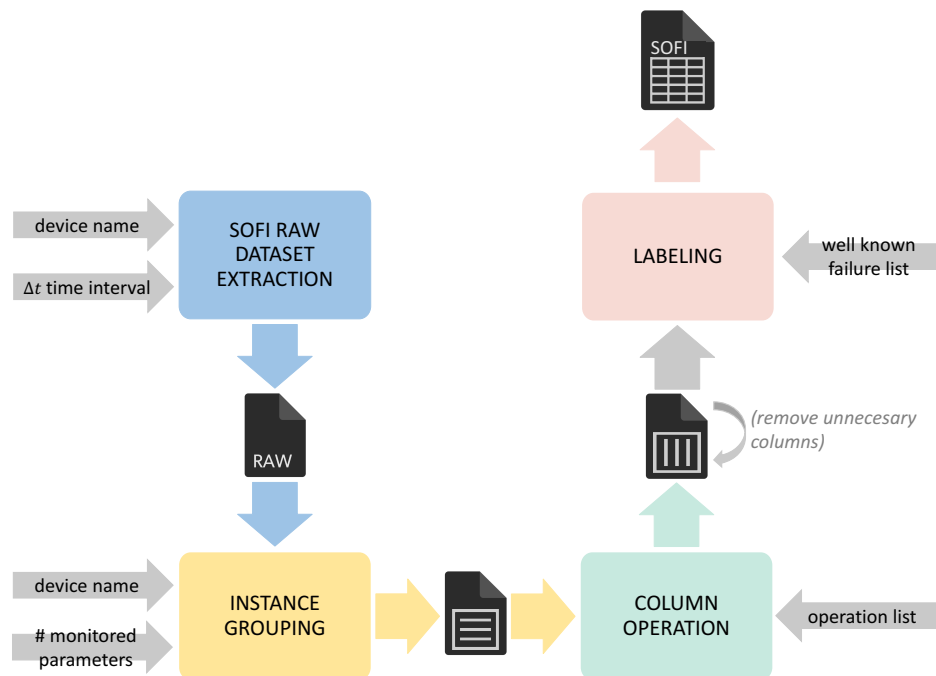 SOFI
device name
Δt time interval
SOFI RAW
DATASET
EXTRACTION
LABELING
well known
failure list
RAW
(remove unnecesary
columns)
device name
# monitored
parameters
INSTANCE
GROUPING
COLUMN
OPERATION
operation list